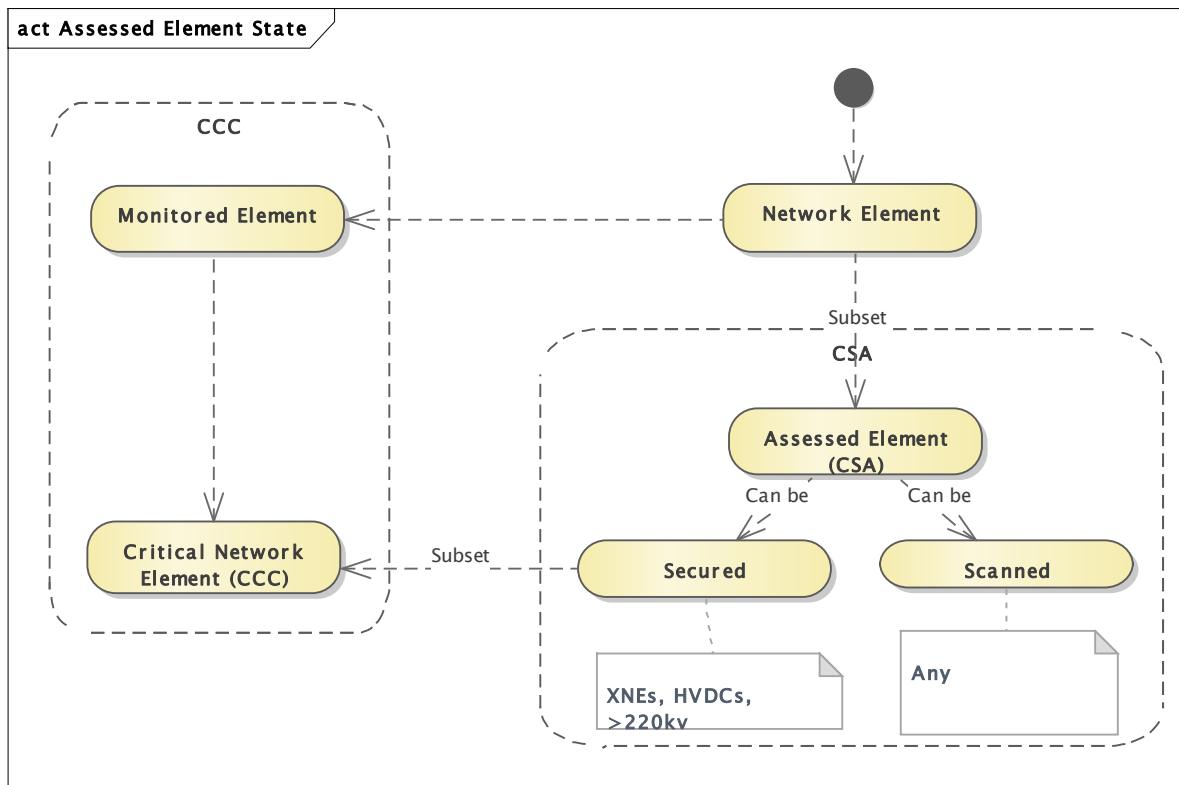 act Assessed Element State
CCC
Monitored Element
Network Element
Subset
CSA
Assessed Element
(CSA)
Can be
Can be
Critical Network
Element (CCC)
Subset
Secured
Scanned
XNEs, HVDCs,
>220kv
Any